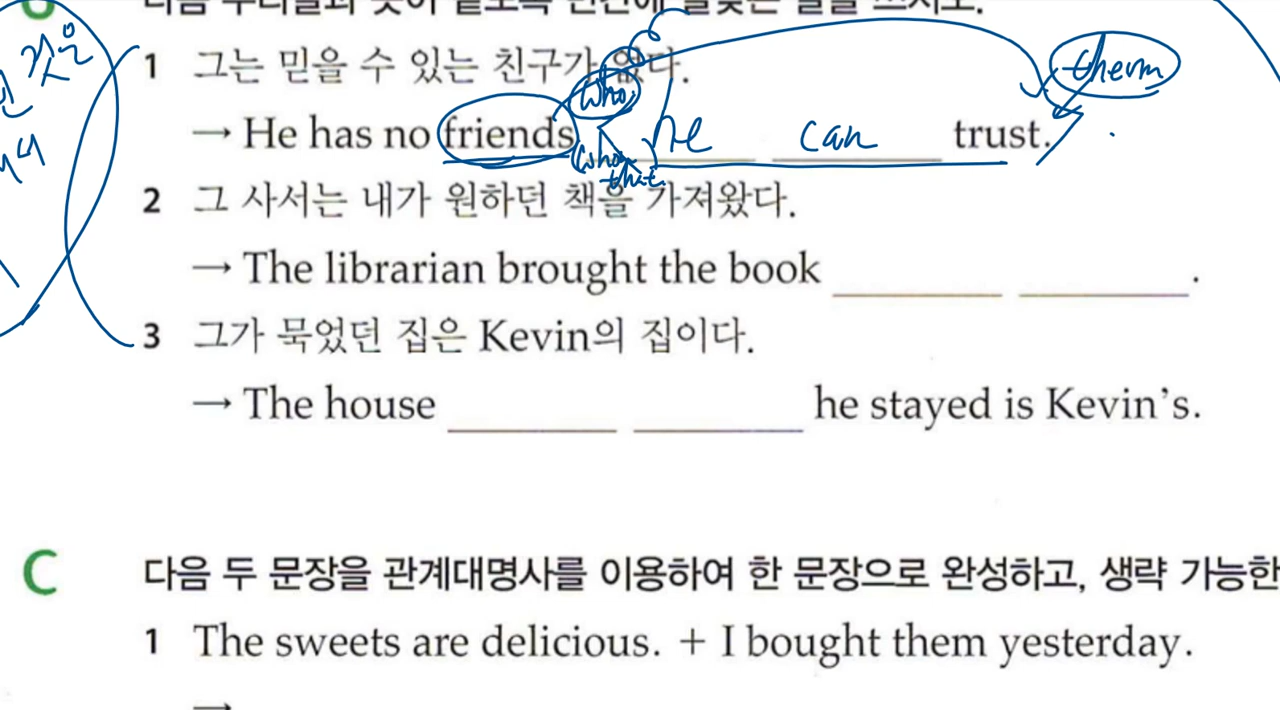 1 그는 믿을 수 있는 친구가 없다.
who
them
→ He has no friends he can trust.
who
that
2 그 사서는 내가 원하던 책을 가져왔다.
→ The librarian brought the book
3 그가 묵었던 집은 Kevin의 집이다.
→ The house he stayed is Kevin's.
C 다음 두 문장을 관계대명사를 이용하여 한 문장으로 완성하고, 생략 가능한
1 The sweets are delicious. + I bought them yesterday.
→